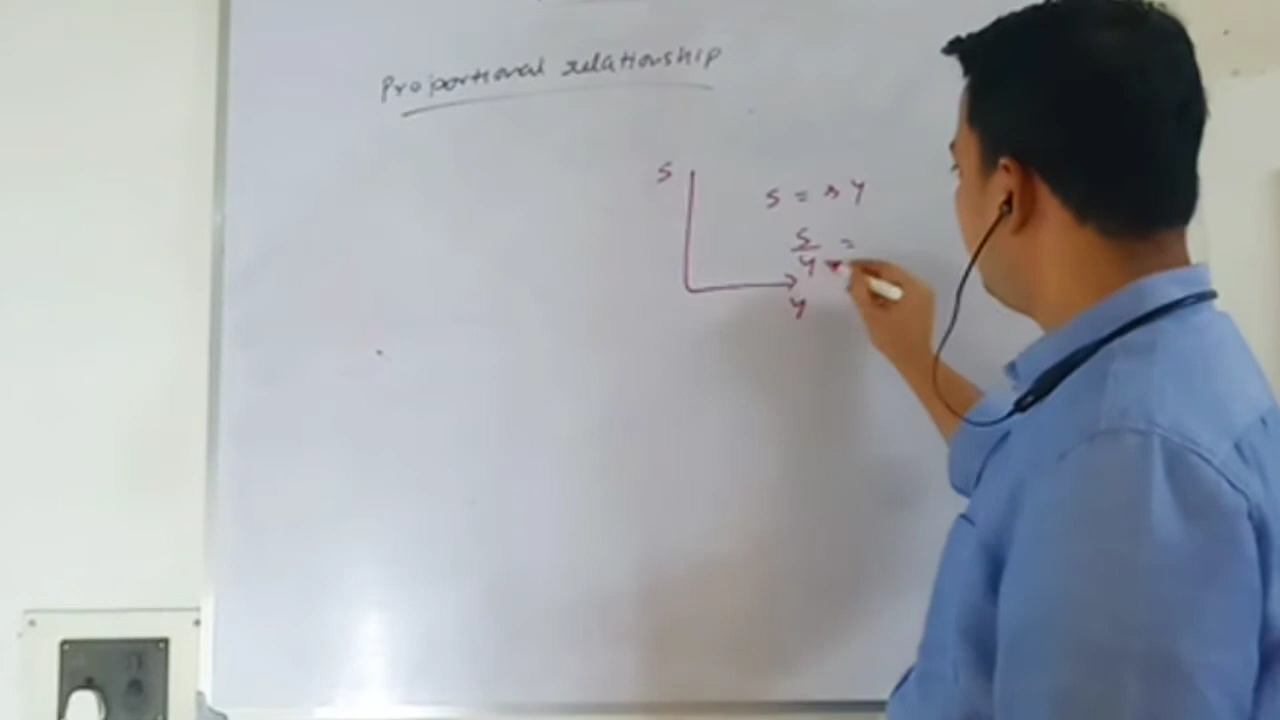 Proportional relationship
S
S = s Y
S/Y =
Y